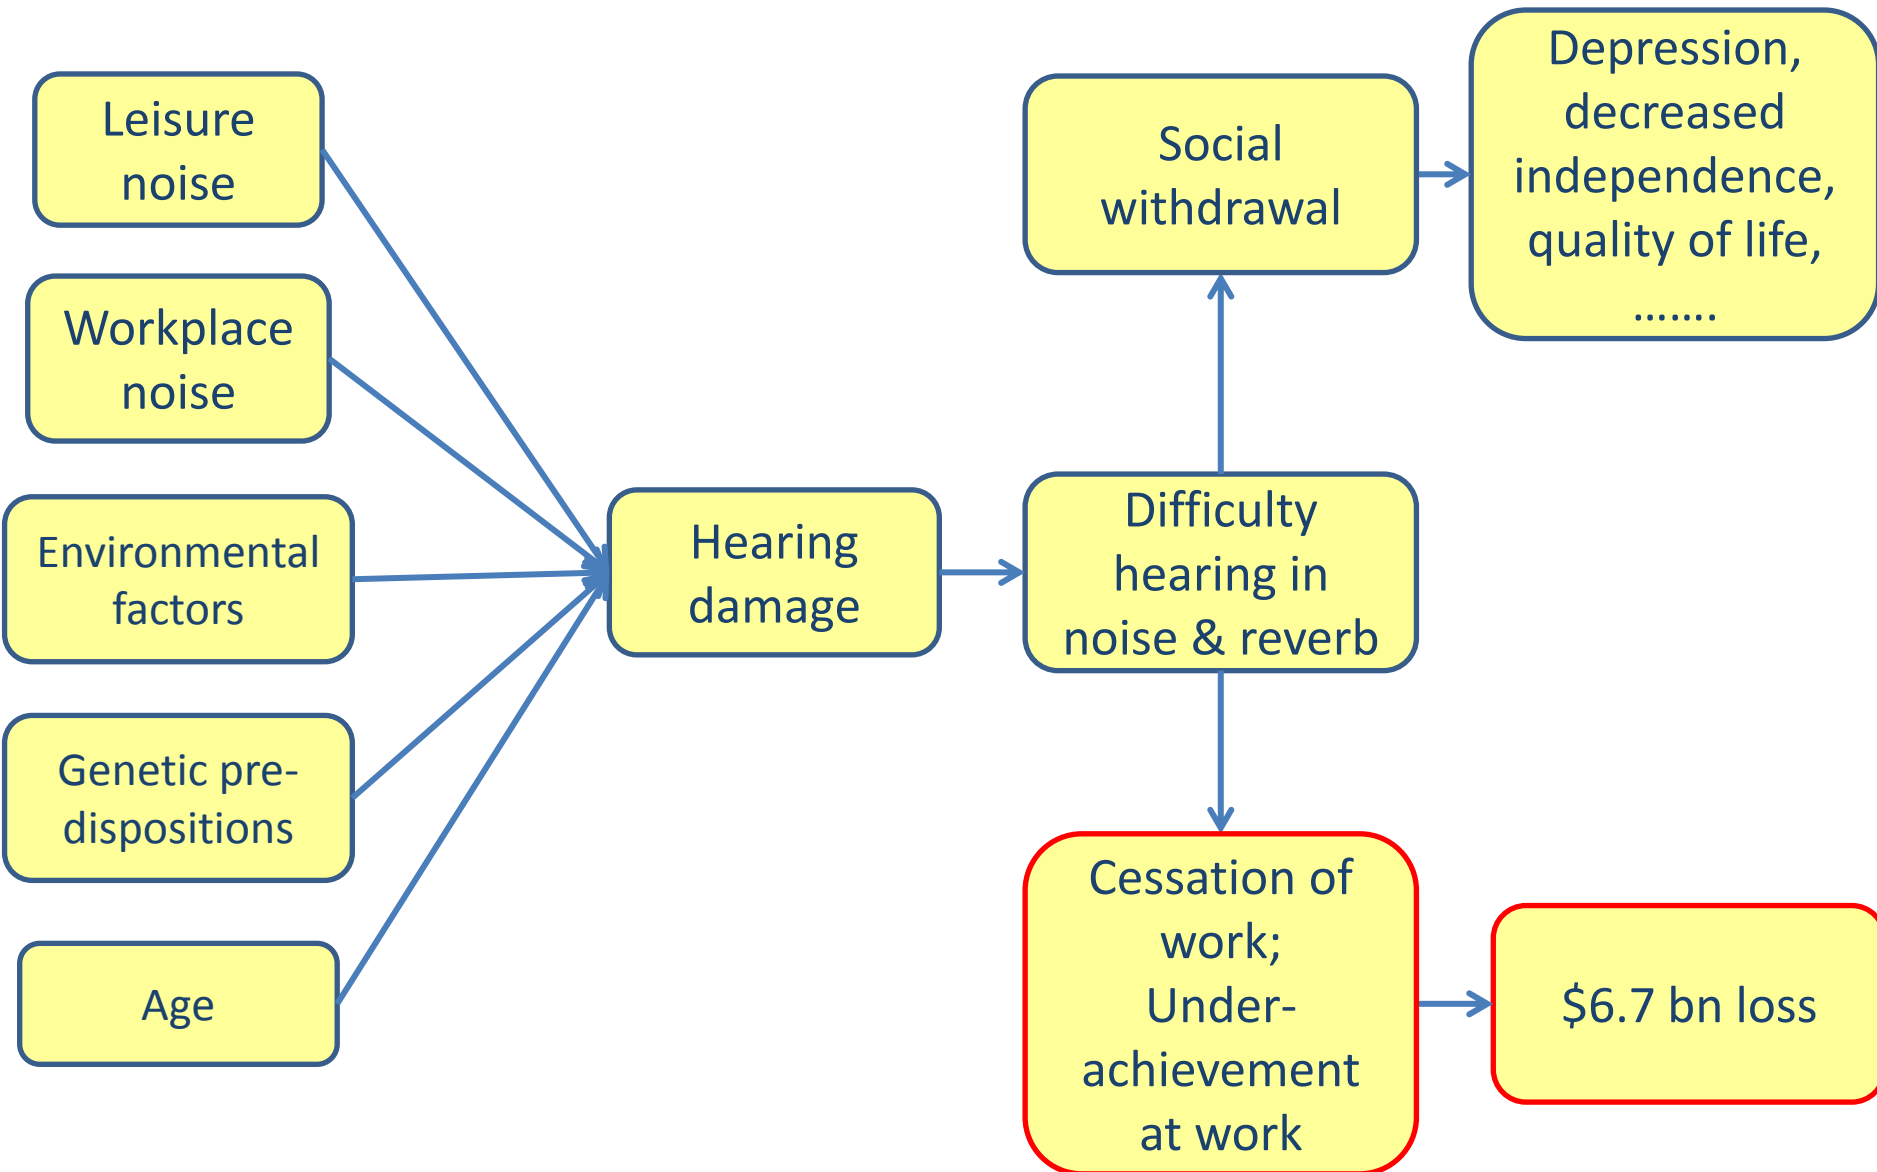 Leisure
noise
Workplace
noise
Environmental
factors
Genetic pre-
dispositions
Age
Hearing
damage
Social
withdrawal
Difficulty
hearing in
noise & reverb
Cessation of
work;
Under-
achievement
at work
Depression,
decreased
independence,
quality of life,
.......
$6.7 bn loss